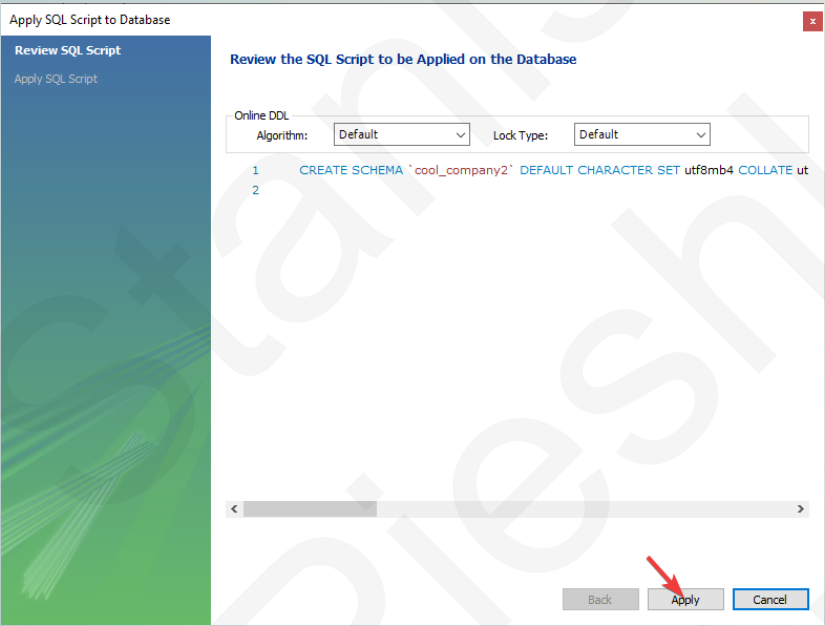 Apply SQL Script to Database
x
Review SQL Script
Apply SQL Script
Review the SQL Script to be Applied on the Database
Online DDL
Algorithm: Default Lock Type: Default
1 CREATE SCHEMA `cool_company2` DEFAULT CHARACTER SET utf8mb4 COLLATE ut
2
Back Apply Cancel
Stanis
Pieshl